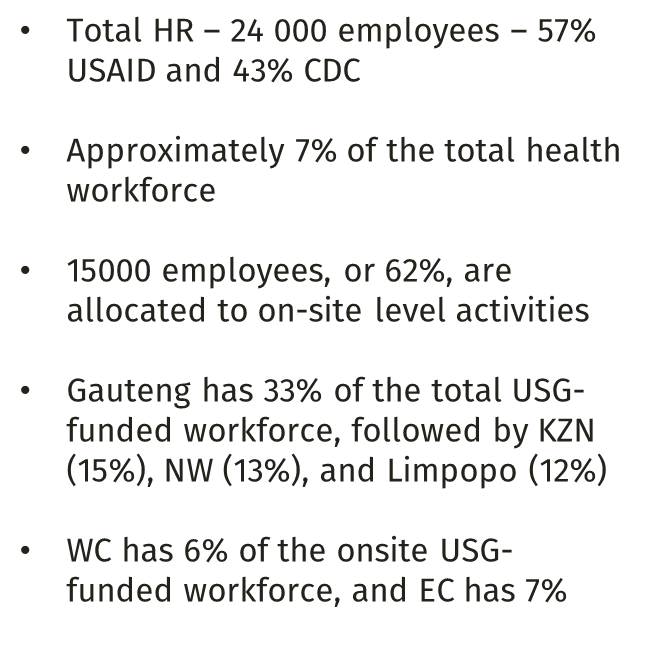 • Total HR – 24 000 employees – 57%
USAID and 43% CDC
• Approximately 7% of the total health
workforce
• 15000 employees, or 62%, are
allocated to on-site level activities
• Gauteng has 33% of the total USG-
funded workforce, followed by KZN
(15%), NW (13%), and Limpopo (12%)
• WC has 6% of the onsite USG-
funded workforce, and EC has 7%